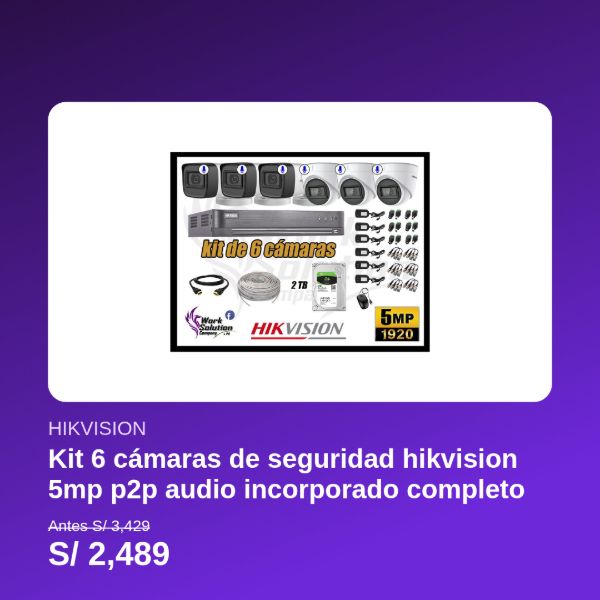 kit de 6 cámaras
2 TB
Work
Solution
Company
HIKVISION
5MP
1920
HIKVISION
Kit 6 cámaras de seguridad hikvision
5mp p2p audio incorporado completo
Antes S/ 3,429
S/ 2,489